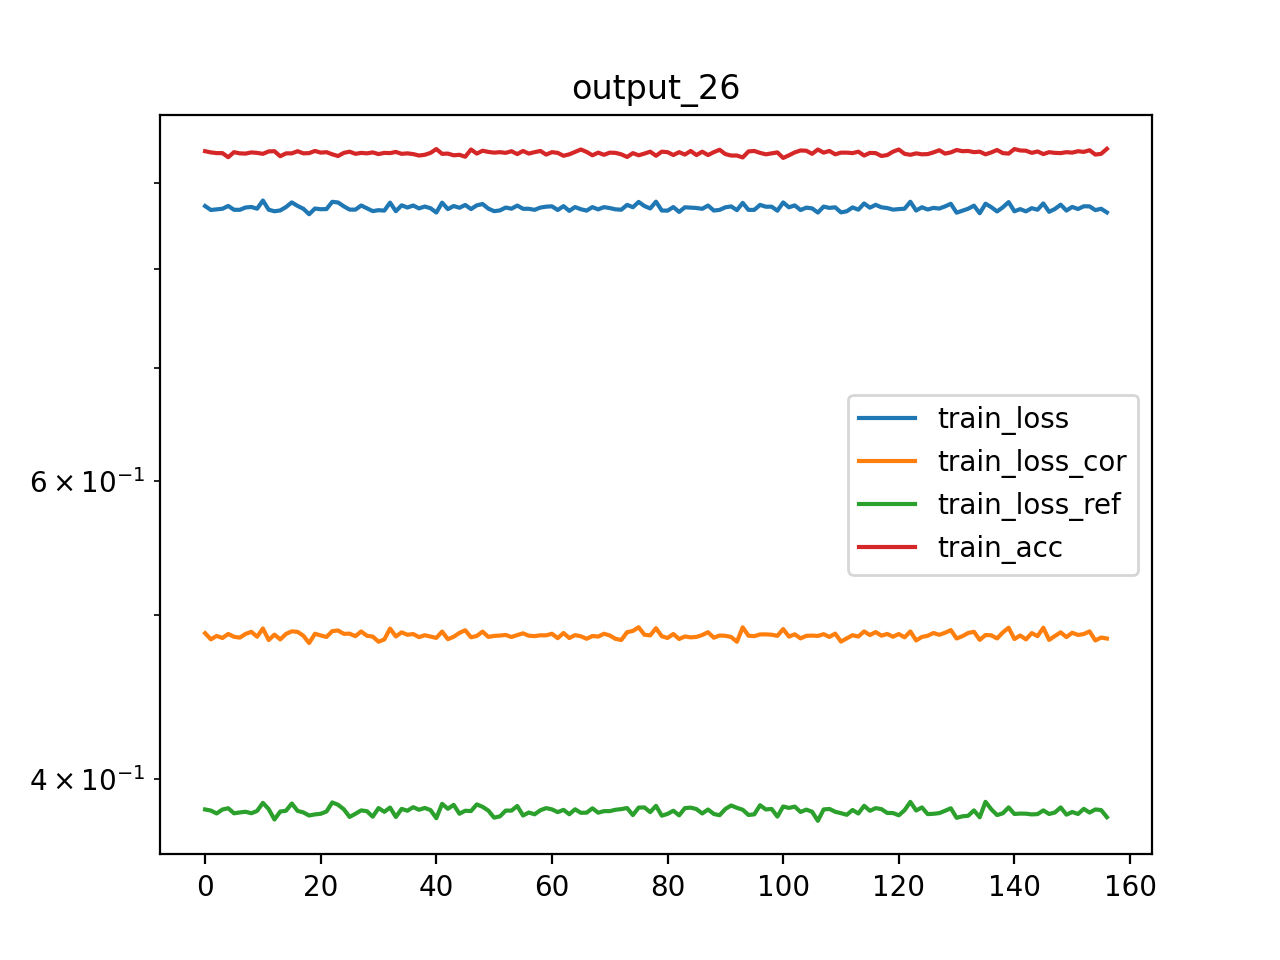 output_26
train_loss
train_loss_cor
train_loss_ref
train_acc
6 × 10⁻¹
4 × 10⁻¹
0 20 40 60 80 100 120 140 160